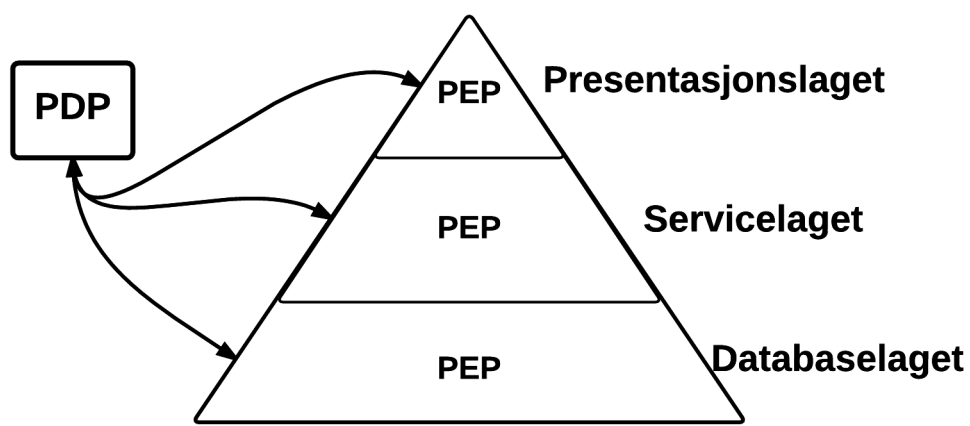 PDP
PEP
Presentasjonslaget
PEP
Servicelaget
PEP
Databaselaget